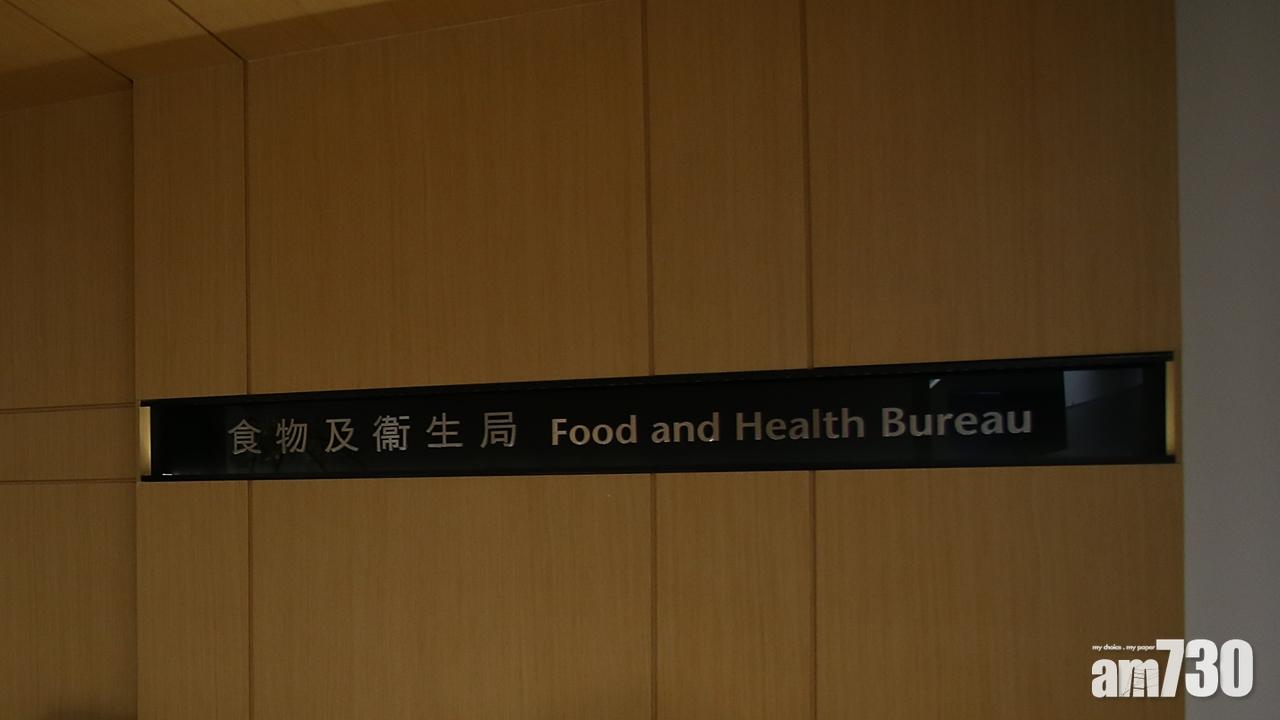 食物及衞生局 Food and Health Bureau
my choice . my paper
am730